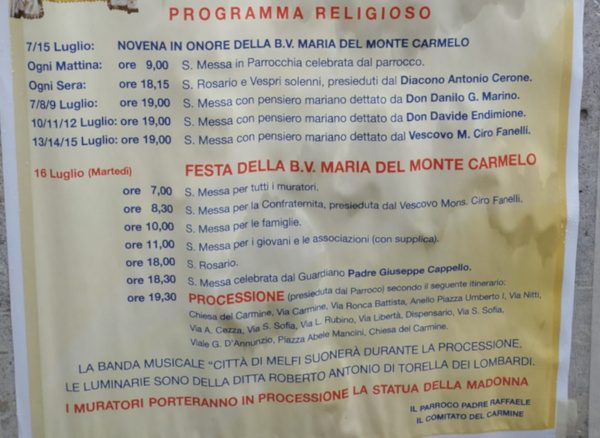 PROGRAMMA RELIGIOSO
7/15 Luglio: NOVENA IN ONORE DELLA B.V. MARIA DEL MONTE CARMELO
Ogni Mattina: ore 9,00 S. Messa in Parrocchia celebrata dal parroco.
Ogni Sera: ore 18,15 S. Rosario e Vespri solenni, presieduti dal Diacono Antonio Cerone.
7/8/9 Luglio: ore 19,00 S. Messa con pensiero mariano dettato da Don Danilo G. Marino.
10/11/12 Luglio: ore 19,00 S. Messa con pensiero mariano dettato da Don Davide Endimione.
13/14/15 Luglio: ore 19,00 S. Messa con pensiero mariano dettato dal Vescovo M. Ciro Fanelli.
16 Luglio (Martedì) FESTA DELLA B.V. MARIA DEL MONTE CARMELO
ore 7,00 S. Messa per tutti i muratori.
ore 8,30 S. Messa per la Confraternita, presieduta dal Vescovo Mons. Ciro Fanelli.
ore 10,00 S. Messa per le famiglie.
ore 11,00 S. Messa per i giovani e le associazioni (con supplica).
ore 18,00 S. Rosario.
ore 18,30 S. Messa celebrata dal Guardiano Padre Giuseppe Cappello.
ore 19,30 PROCESSIONE (presieduta dal Parroco) secondo il seguente itinerario:
Chiesa del Carmine, Via Carmine, Via Ronca Battista, Anello Piazza Umberto I, Via Nitti,
Via A. Cezza, Via S. Sofia, Via L. Rubino, Via Libertà, Dispensario, Via S. Sofia,
Viale G. D'Annunzio, Piazza Abele Mancini, Chiesa del Carmine.
LA BANDA MUSICALE "CITTÀ DI MELFI SUONERÀ DURANTE LA PROCESSIONE.
LE LUMINARIE SONO DELLA DITTA ROBERTO ANTONIO DI TORELLA DEI LOMBARDI.
I MURATORI PORTERANNO IN PROCESSIONE LA STATUA DELLA MADONNA
IL PARROCO PADRE RAFFAELE
IL COMITATO DEL CARMINE